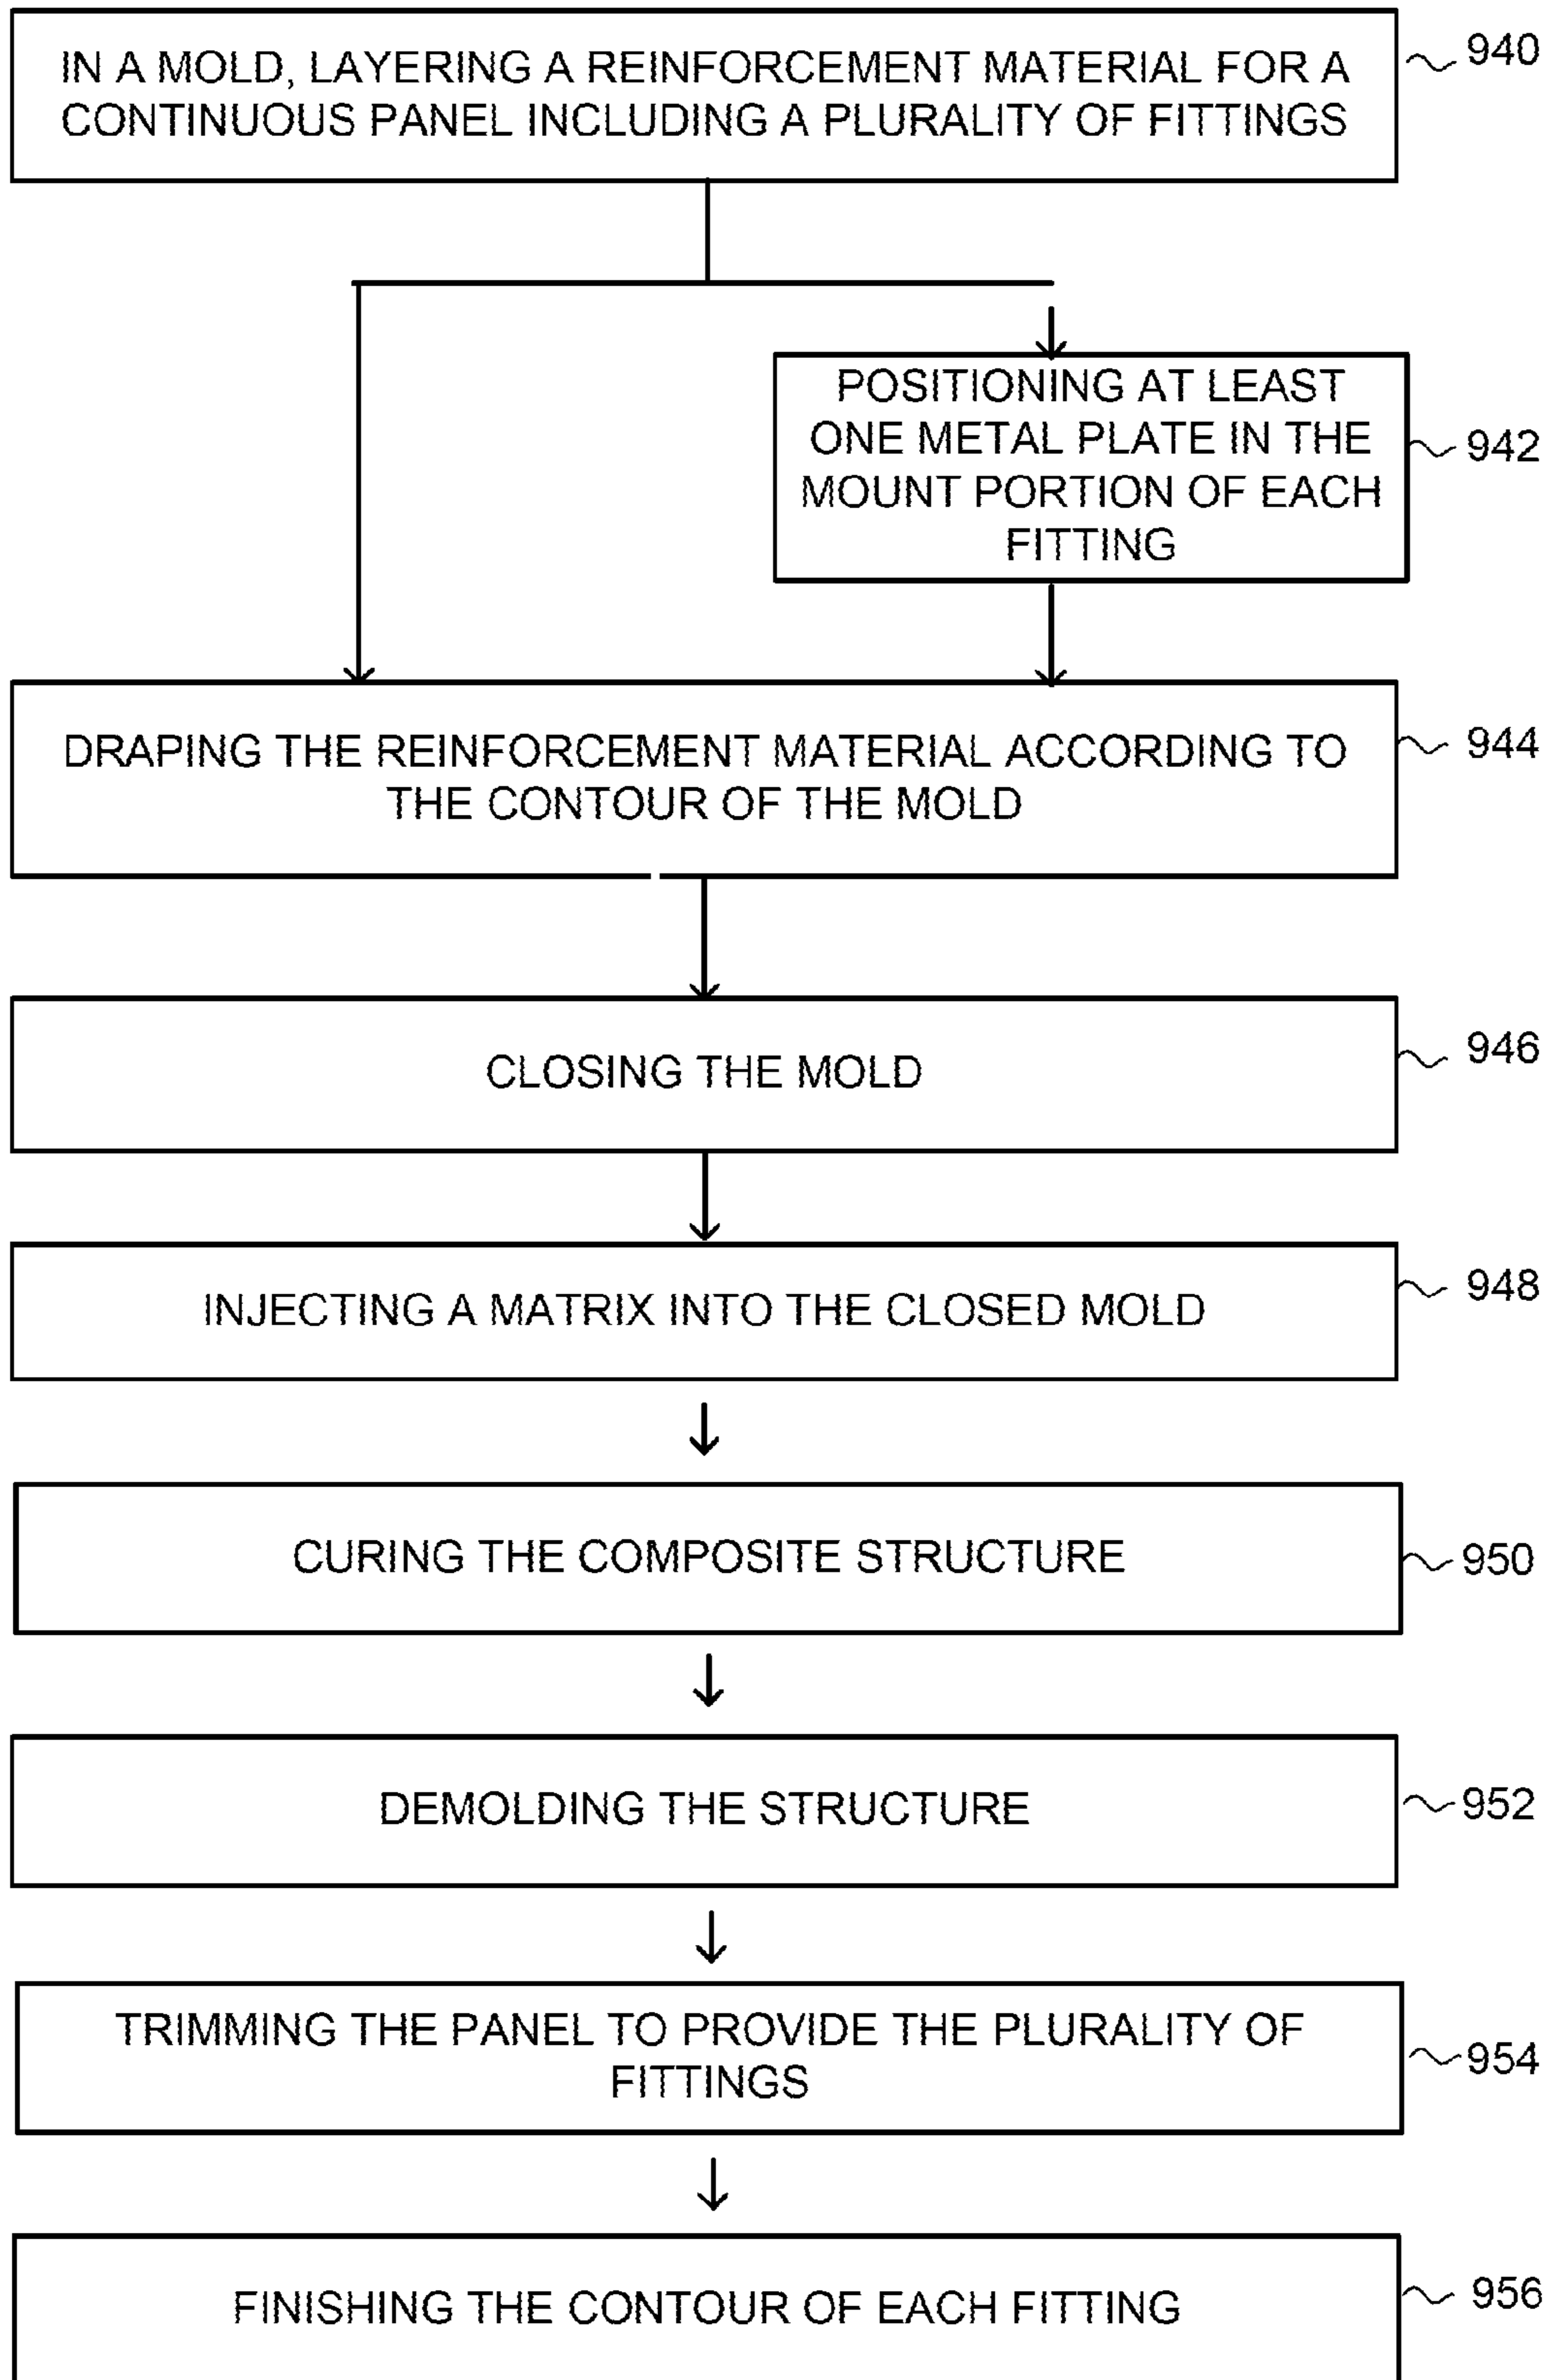 IN A MOLD, LAYERING A REINFORCEMENT MATERIAL FOR A
CONTINUOUS PANEL INCLUDING A PLURALITY OF FITTINGS
940
POSITIONING AT LEAST
ONE METAL PLATE IN THE
MOUNT PORTION OF EACH
FITTING
942
DRAPING THE REINFORCEMENT MATERIAL ACCORDING TO
THE CONTOUR OF THE MOLD
944
CLOSING THE MOLD
946
INJECTING A MATRIX INTO THE CLOSED MOLD
948
CURING THE COMPOSITE STRUCTURE
950
DEMOLDING THE STRUCTURE
952
TRIMMING THE PANEL TO PROVIDE THE PLURALITY OF
FITTINGS
954
FINISHING THE CONTOUR OF EACH FITTING
956